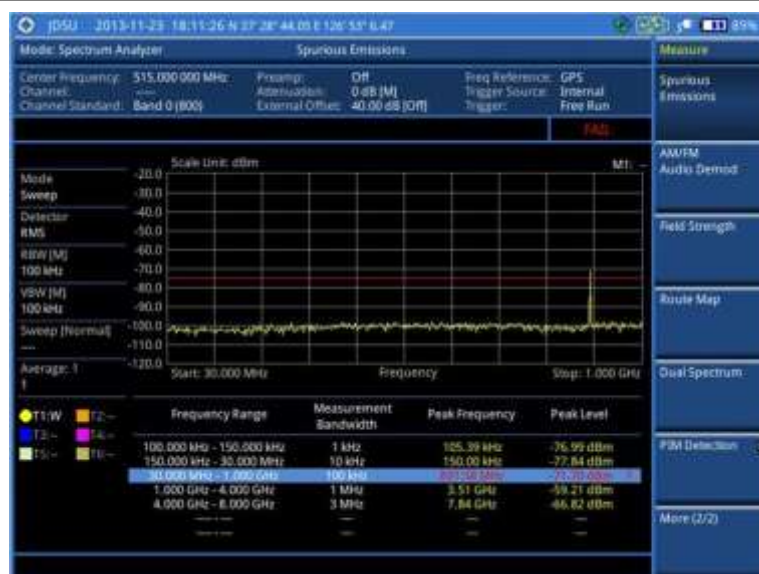 JDSU 2013-11-23 18:11:26 N 37° 28' 44.05 E 126° 53' 6.47 89%
Mode: Spectrum Analyzer Spurious Emissions Measure
Center Frequency: 515.000 000 MHz Preamp: Off Freq Reference: GPS
Channel: ---- Attenuation: 0 dB [M] Trigger Source: Internal
Channel Standard: Band 0 (800) External Offset: 40.00 dB [Off] Trigger: Free Run
FAIL
Spurious
Emissions
AM/FM
Audio Demod
Field Strength
Route Map
Dual Spectrum
PIM Detection
More (2/2)
Mode
Sweep
Detector
RMS
RBW [M]
100 kHz
VBW [M]
100 kHz
Sweep [Normal]
----
Average: 1
1
Scale Unit: dBm M1: --
-20.0
-30.0
-40.0
-50.0
-60.0
-70.0
-80.0
-90.0
-100.0
-110.0
-120.0
Start: 30.000 MHz Frequency Stop: 1.000 GHz
T1:W T2:--
T3:-- T4:--
T5:-- T6:--
Frequency Range Measurement Bandwidth Peak Frequency Peak Level
100.000 kHz - 150.000 kHz 1 kHz 105.39 kHz -76.99 dBm
150.000 kHz - 30.000 MHz 10 kHz 150.00 kHz -77.84 dBm
30.000 MHz - 1.000 GHz 100 kHz
1.000 GHz - 4.000 GHz 1 MHz 3.51 GHz -59.21 dBm
4.000 GHz - 8.000 GHz 3 MHz 7.84 GHz -66.82 dBm
---- - ---- -- -- --
---- - ---- -- -- --